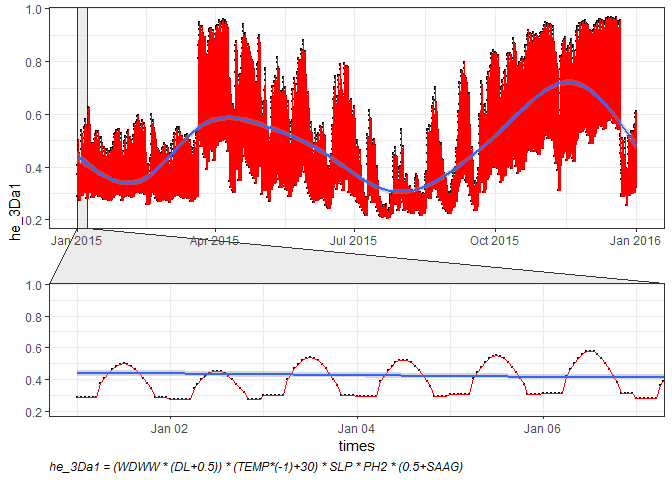 1.0
0.8
0.6
0.4
0.2
he_3Da1
Jan 2015 Apr 2015 Jul 2015 Oct 2015 Jan 2016
1.0
0.8
0.6
0.4
0.2
Jan 02 Jan 04 Jan 06
times
he_3Da1 = (WDWW * (DL+0.5)) * (TEMP*(-1)+30) * SLP * PH2 * (0.5+SAAG)